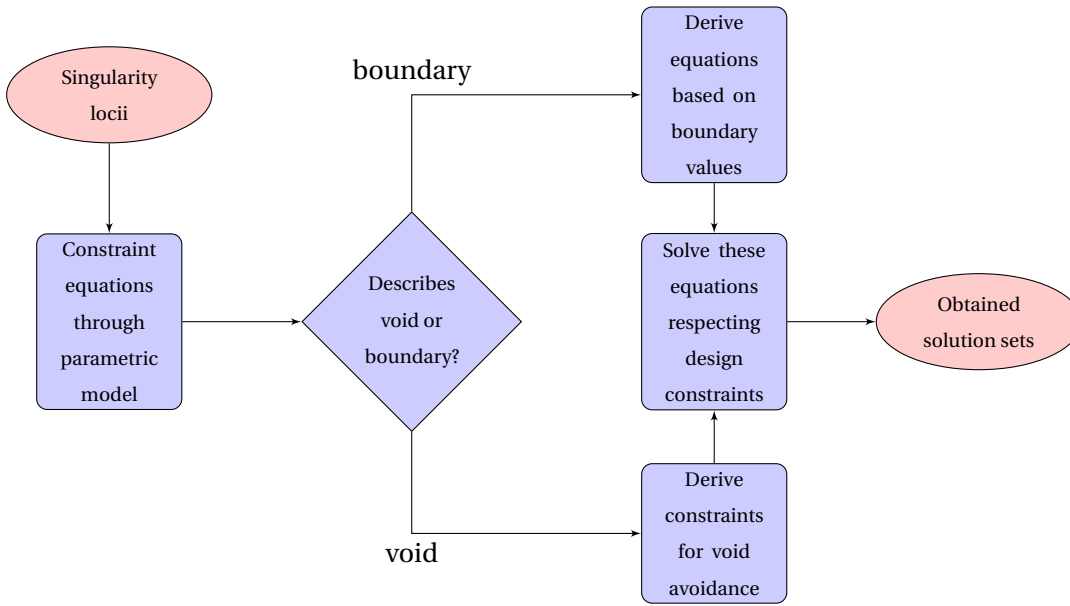 Singularity
locii
Constraint
equations
through
parametric
model
Describes
void or
boundary?
boundary
Derive
equations
based on
boundary
values
void
Derive
constraints
for void
avoidance
Solve these
equations
respecting
design
constraints
Obtained
solution sets